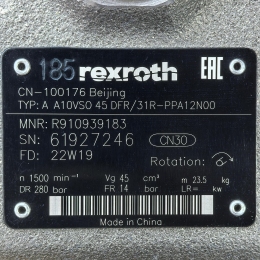 185 rexroth EAC
CN-100176 Beijing
TYP: A A10VSO 45 DFR/31R-PPA12N00
MNR: R910939183
SN: 61927246 CN30
FD: 22W19 Rotation:
n 1500 min⁻¹ Vg 45 cm³ m 23.5 kg
DR 280 bar FR 14 bar LR= kw
Made in China